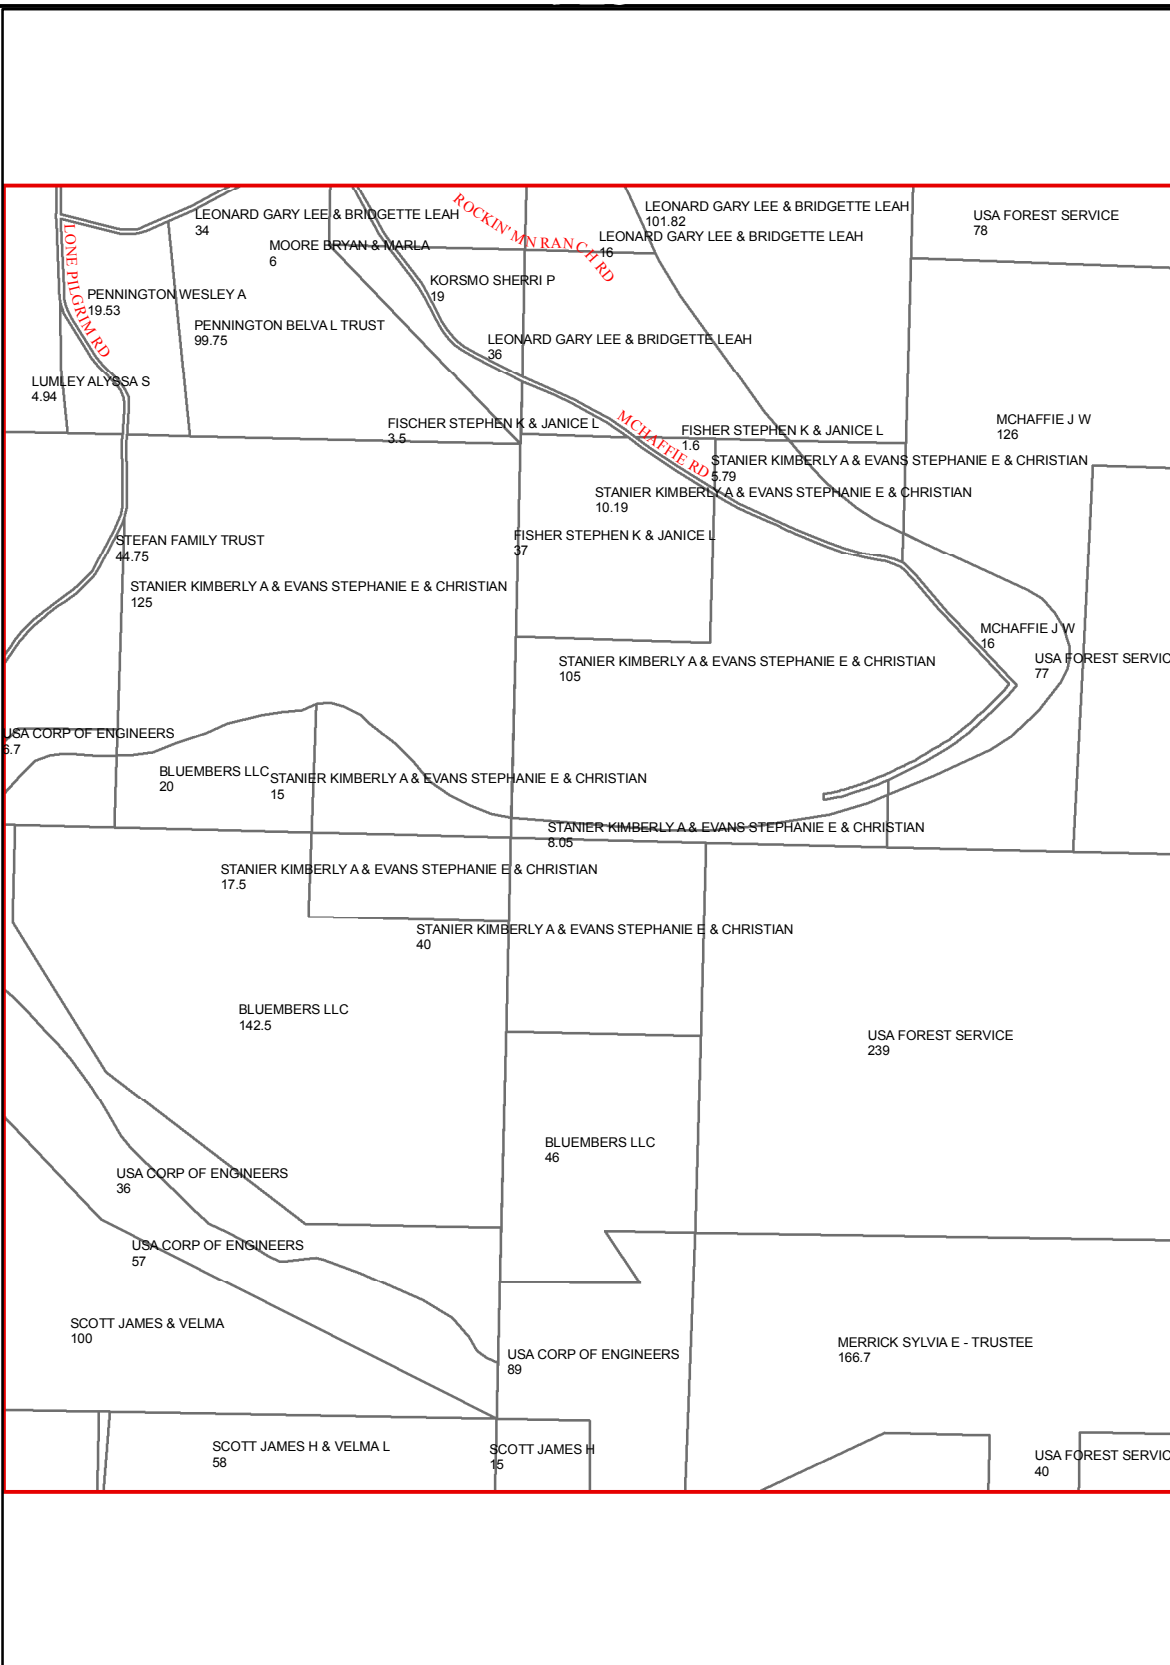 LEONARD GARY LEE & BRIDGETTE LEAH
101.82
LEONARD GARY LEE & BRIDGETTE LEAH
34
USA FOREST SERVICE
78
ROCKIN' MN RANCH RD
LEONARD GARY LEE & BRIDGETTE LEAH
16
MOORE BRYAN & MARLA
6
LONE PILGRIM RD
KORSMO SHERRI P
19
PENNINGTON WESLEY A
19.53
PENNINGTON BELVA L TRUST
99.75
LEONARD GARY LEE & BRIDGETTE LEAH
36
LUMLEY ALYSSA S
4.94
FISCHER STEPHEN K & JANICE L
3.5
MCHAFFIE RD
FISHER STEPHEN K & JANICE L
1.6
MCHAFFIE J W
126
STANIER KIMBERLY A & EVANS STEPHANIE E & CHRISTIAN
5.79
STANIER KIMBERLY A & EVANS STEPHANIE E & CHRISTIAN
10.19
FISHER STEPHEN K & JANICE L
37
STEFAN FAMILY TRUST
44.75
STANIER KIMBERLY A & EVANS STEPHANIE E & CHRISTIAN
125
MCHAFFIE J W
16
USA FOREST SERVIC
77
STANIER KIMBERLY A & EVANS STEPHANIE E & CHRISTIAN
105
USA CORP OF ENGINEERS
6.7
BLUEMBERS LLC
20
STANIER KIMBERLY A & EVANS STEPHANIE E & CHRISTIAN
15
STANIER KIMBERLY A & EVANS STEPHANIE E & CHRISTIAN
8.05
STANIER KIMBERLY A & EVANS STEPHANIE E & CHRISTIAN
17.5
STANIER KIMBERLY A & EVANS STEPHANIE E & CHRISTIAN
40
BLUEMBERS LLC
142.5
USA FOREST SERVICE
239
BLUEMBERS LLC
46
USA CORP OF ENGINEERS
36
USA CORP OF ENGINEERS
57
SCOTT JAMES & VELMA
100
MERRICK SYLVIA E - TRUSTEE
166.7
USA CORP OF ENGINEERS
89
SCOTT JAMES H & VELMA L
58
SCOTT JAMES H
15
USA FOREST SERVIC
40